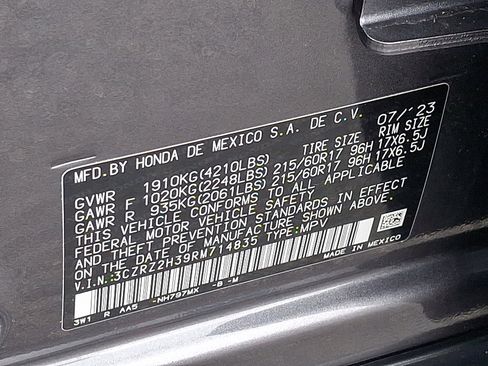 MFD.BY HONDA DE MEXICO S.A. DE C.V. 07/'23
TIRE SIZE RIM SIZE
GVWR 1910KG(4210LBS)
GAWR F 1020KG(2248LBS) 215/60R17 96H 17X6.5J
GAWR R 935KG(2061LBS) 215/60R17 96H 17X6.5J
THIS VEHICLE CONFORMS TO ALL APPLICABLE
FEDERAL MOTOR VEHICLE SAFETY
AND THEFT PREVENTION STANDARDS IN EFFECT
ON THE DATE OF MANUFACTURE SHOWN ABOVE.
V.I.N.:3CZRZ2H39RM714835 TYPE:MPV
3W1 R AA5 -NH797MX -B -M MADE IN MEXICO